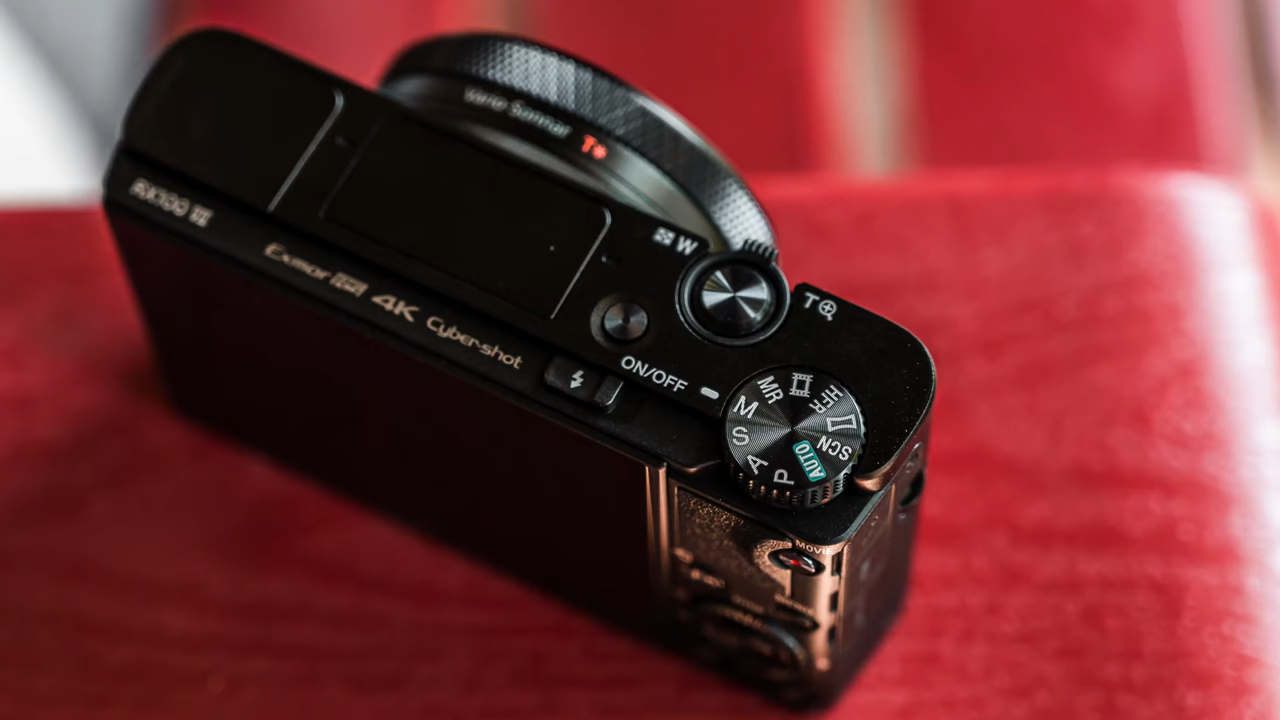 Vario-Sonnar T*
RX100 VI
Exmor RS 4K Cyber-shot
W
T
ON/OFF
MR
HFR
M
S
A
P
AUTO
SCN
MOVIE